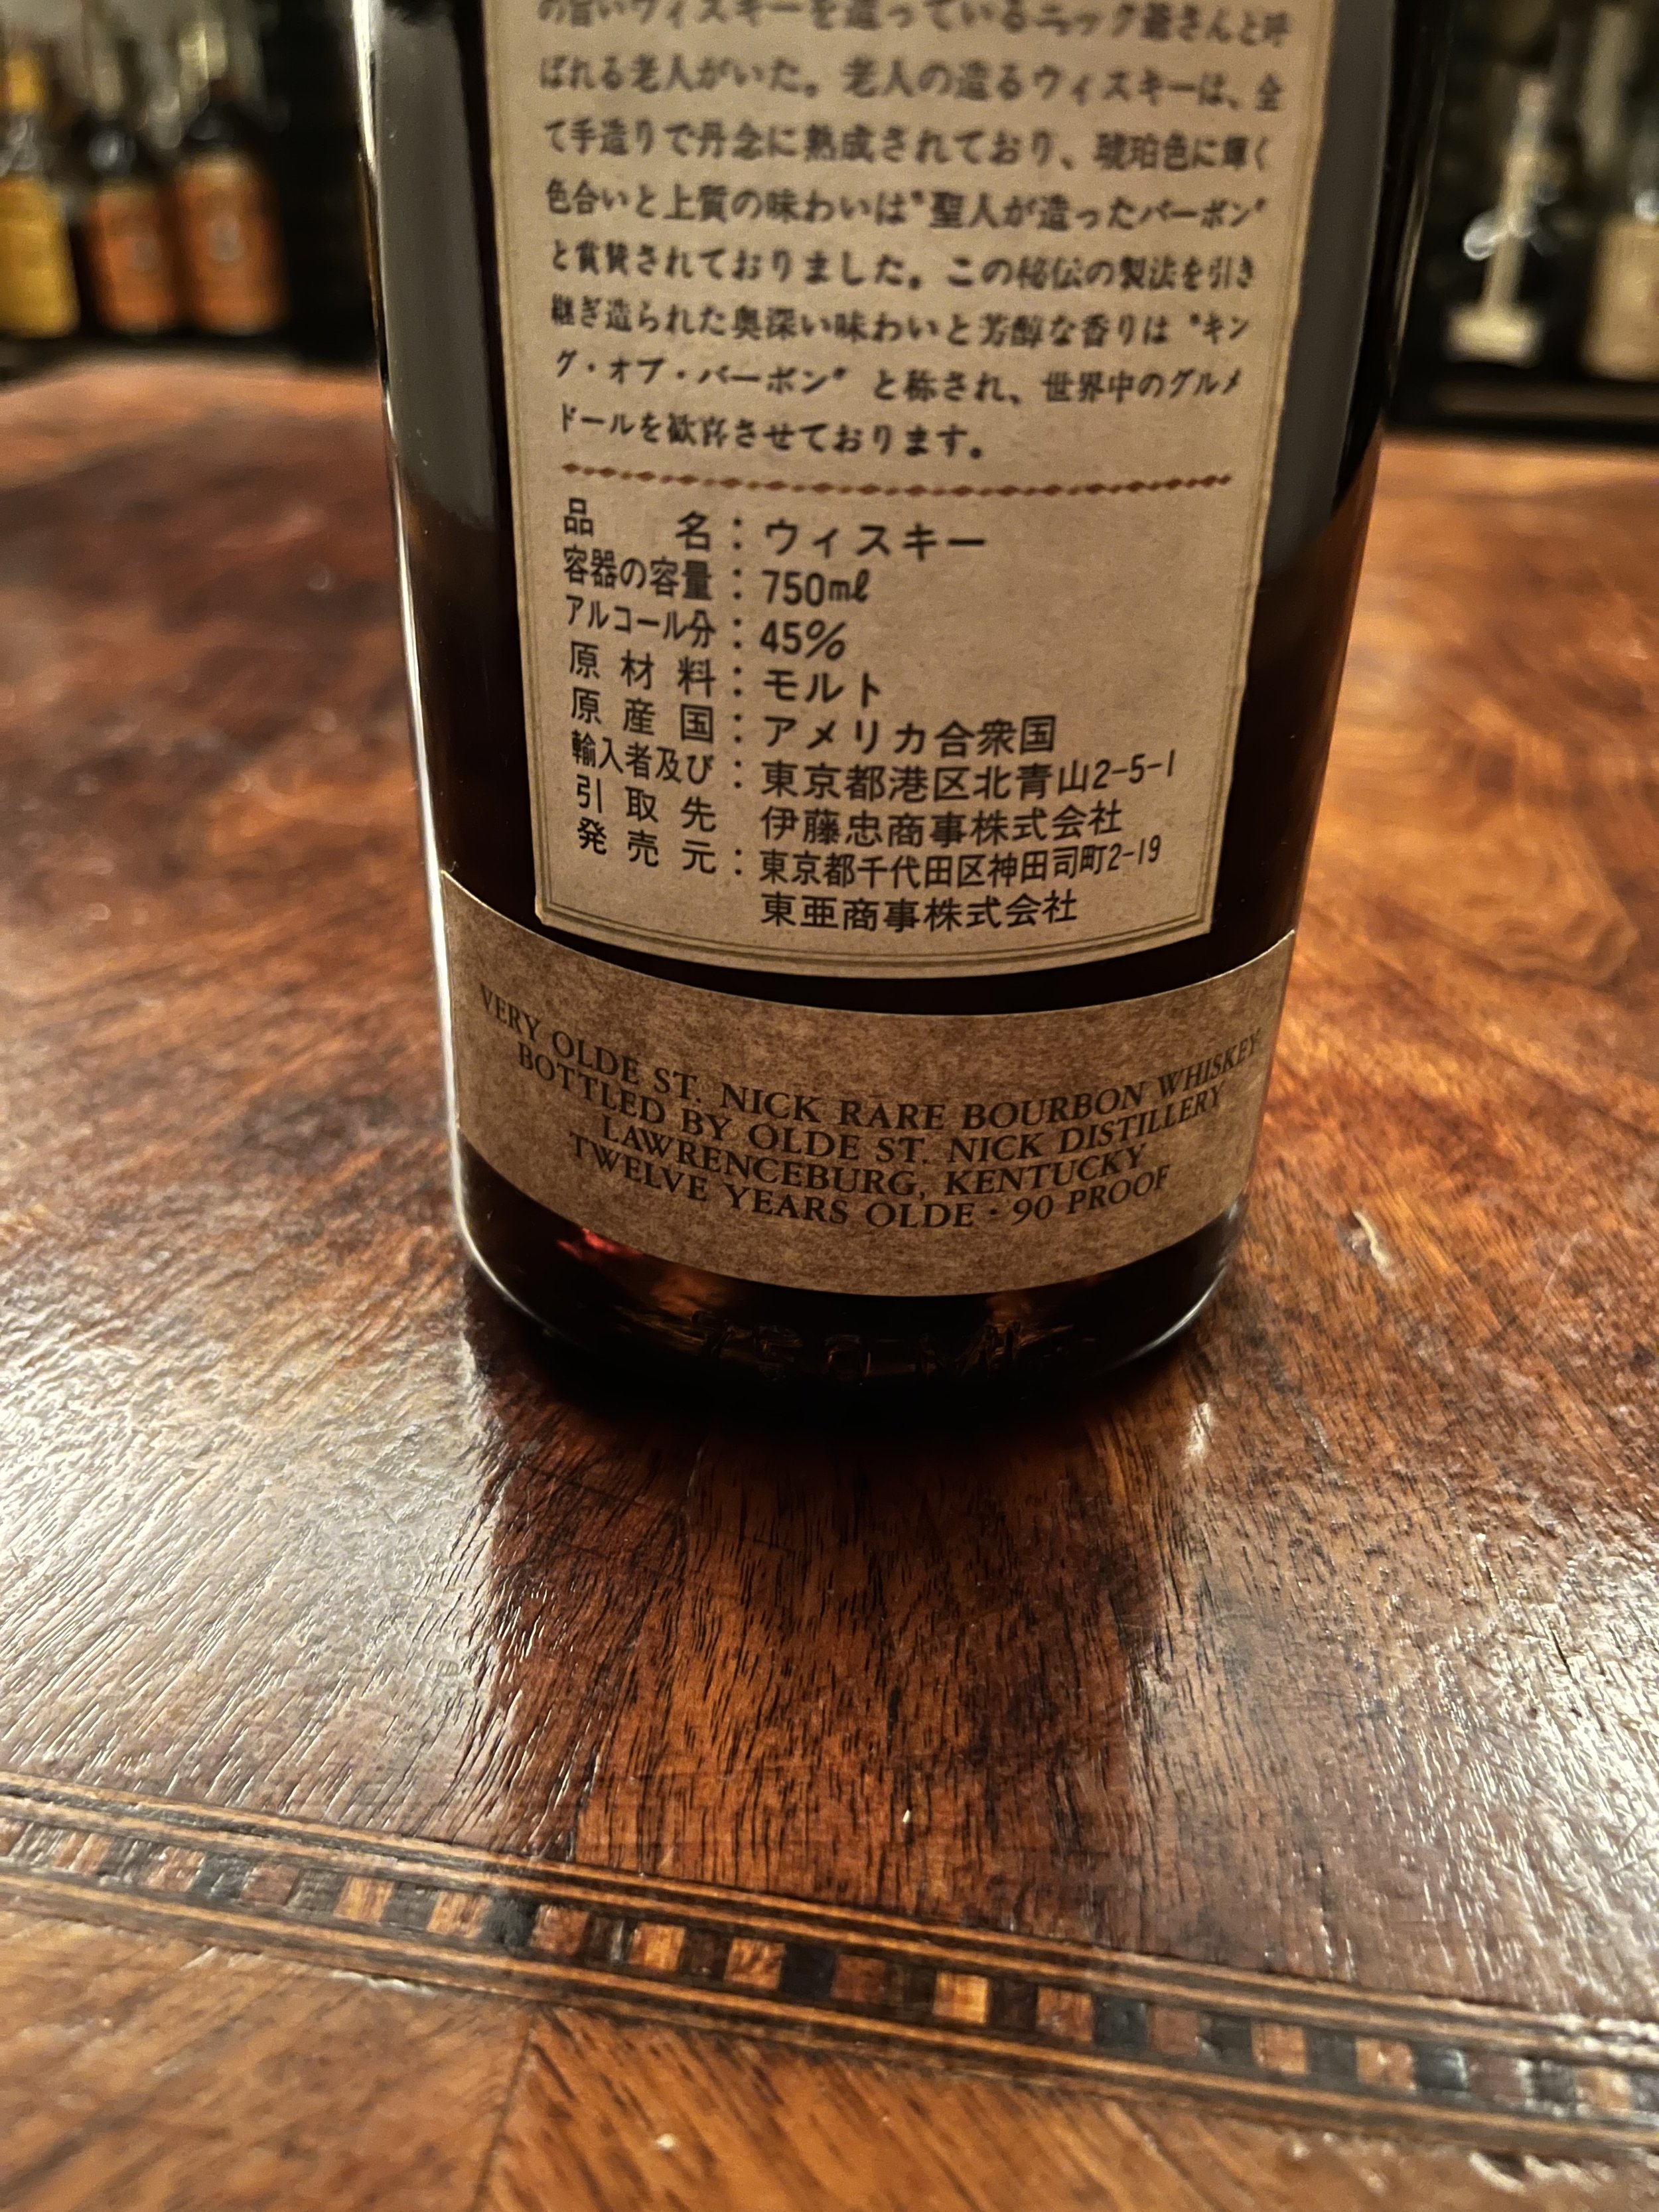 の旨いウィスキーを造っているニック爺さんと呼
ばれる老人がいた。老人の造るウィスキーは、全
て手造りで丹念に熟成されており、琥珀色に輝く
色合いと上質の味わいは〝聖人が造ったバーボン〟
と賞賛されておりました。この秘伝の製法を引き
継ぎ造られた奥深い味わいと芳醇な香りは〝キン
グ・オブ・バーボン〟と称され、世界中のグルメ
ドールを歓喜させております。
品名：ウィスキー
容器の容量：750mℓ
アルコール分：45%
原材料：モルト
原産国：アメリカ合衆国
輸入者及び：東京都港区北青山2-5-1
引取先 伊藤忠商事株式会社
発売元：東京都千代田区神田司町2-19
東亜商事株式会社
VERY OLDE ST. NICK RARE BOURBON WHISKEY
BOTTLED BY OLDE ST. NICK DISTILLERY
LAWRENCEBURG, KENTUCKY
TWELVE YEARS OLDE · 90 PROOF
750 ML